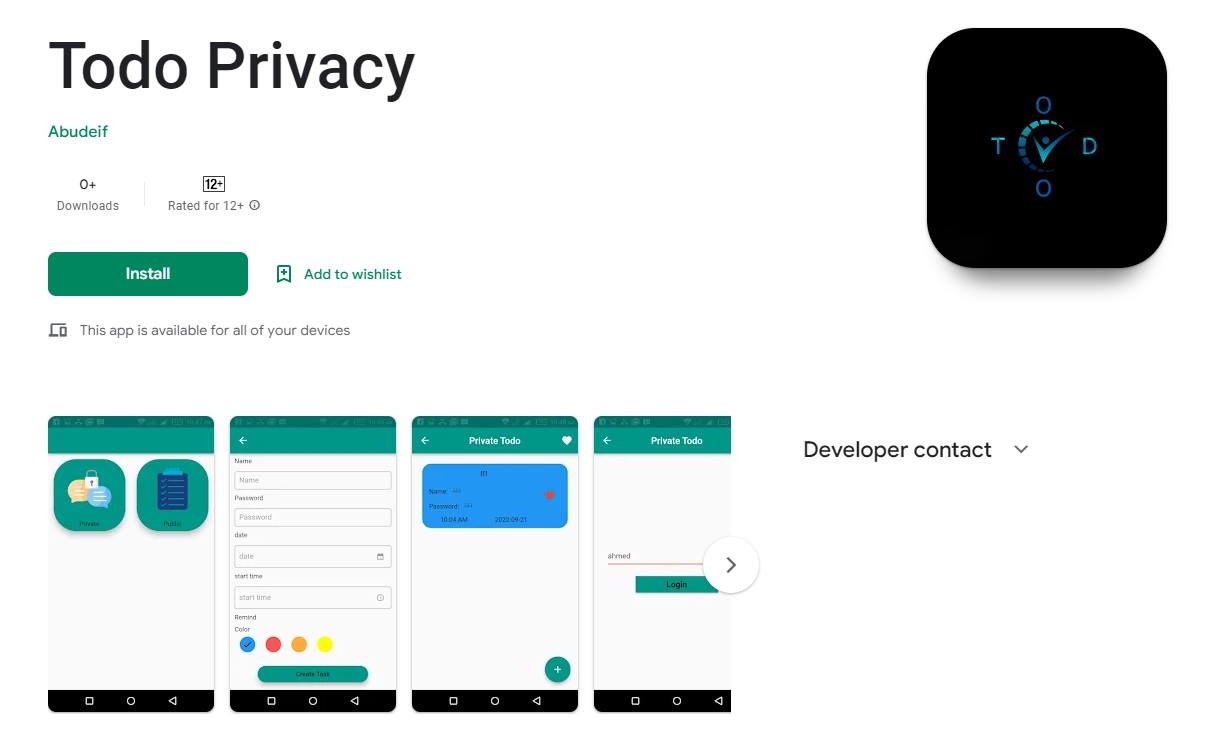 Todo Privacy
Abudeif
0+
Downloads
12+
Rated for 12+
Install
Add to wishlist
This app is available for all of your devices
O
T D
O
Private
Public
Name
Name
Password
Password
date
date
start time
start time
Remind
Color
Create Task
Private Todo
Name:
Password:
10:04 AM 2022-09-21
Private Todo
ahmed
Login
+
Developer contact